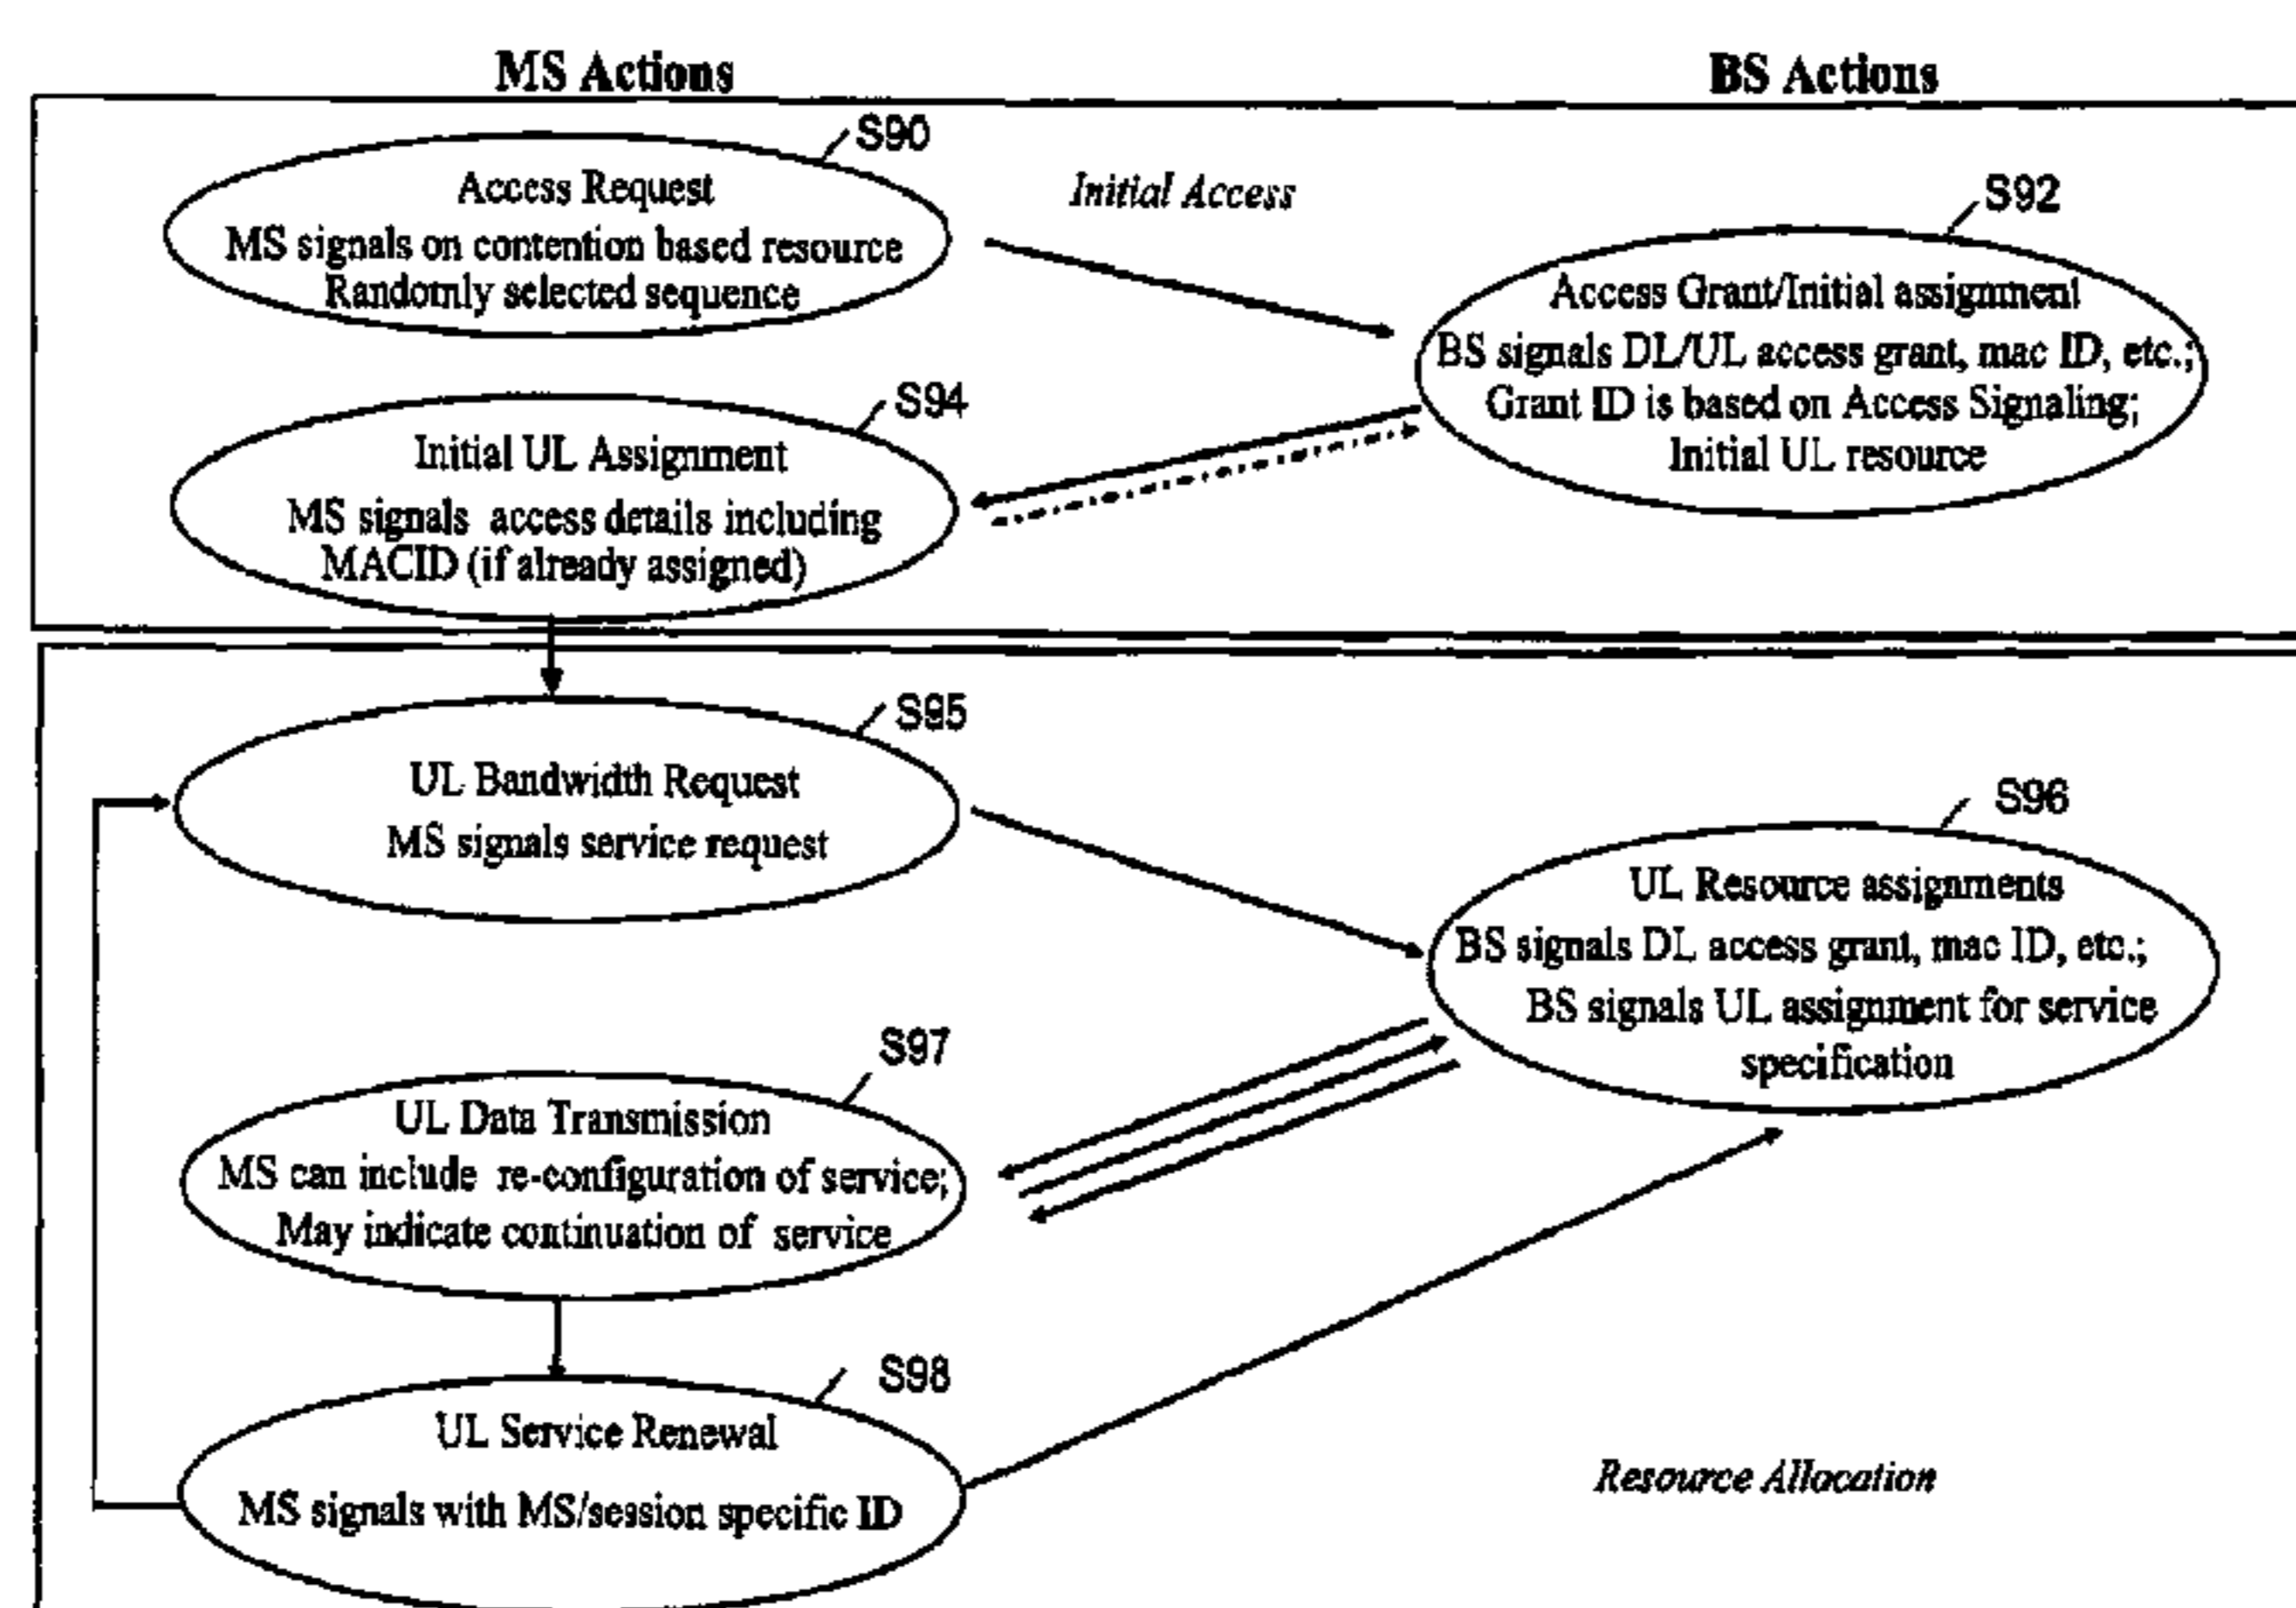 MS Actions
BS Actions
S90
Access Request
MS signals on contention based resource
Randomly selected sequence
Initial Access
S92
Access Grant/Initial assignment
BS signals DL/UL access grant, mac ID, etc.;
Grant ID is based on Access Signaling;
Initial UL resource
S94
Initial UL Assignment
MS signals access details including
MACID (if already assigned)
S95
UL Bandwidth Request
MS signals service request
S96
UL Resource assignments
BS signals DL access grant, mac ID, etc.;
BS signals UL assignment for service
specification
S97
UL Data Transmission
MS can include re-configuration of service;
May indicate continuation of service
S98
UL Service Renewal
MS signals with MS/session specific ID
Resource Allocation